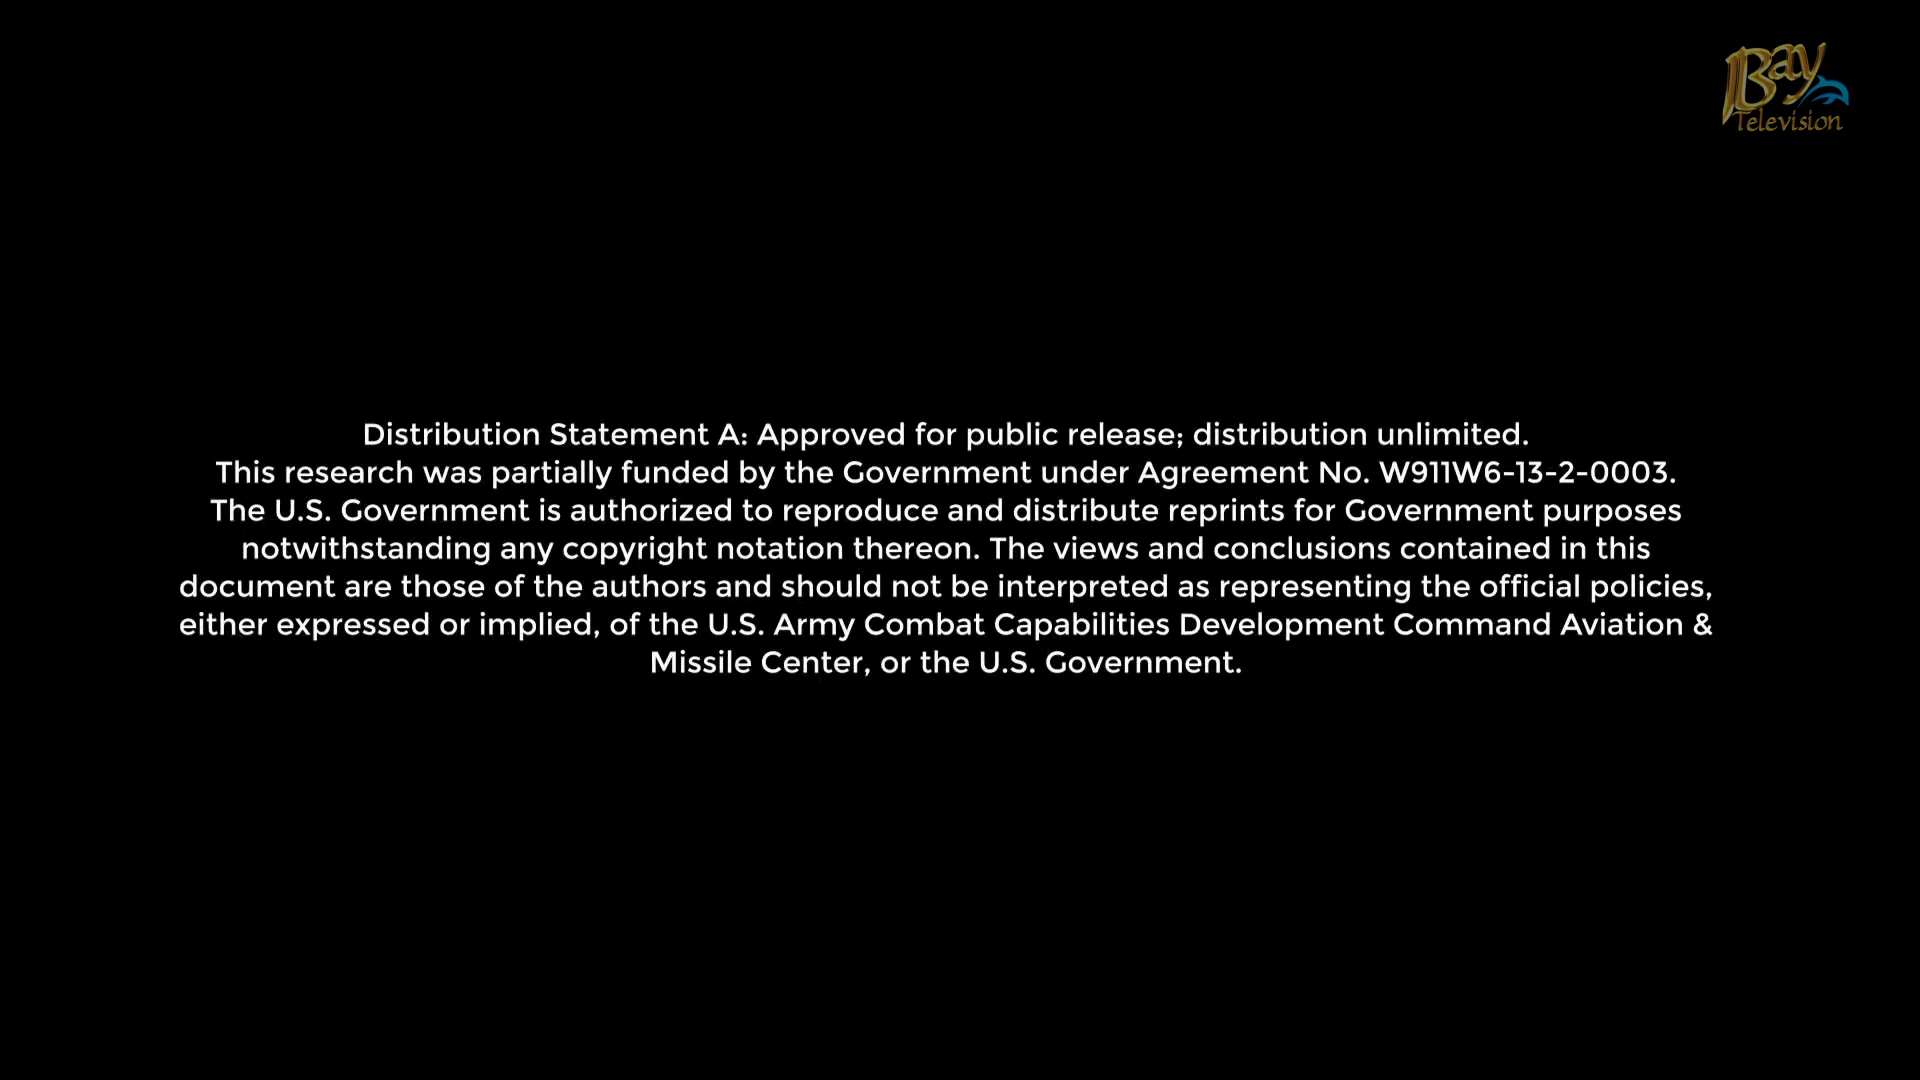 Bay
Television
Distribution Statement A: Approved for public release; distribution unlimited.
This research was partially funded by the Government under Agreement No. W911W6-13-2-0003.
The U.S. Government is authorized to reproduce and distribute reprints for Government purposes
notwithstanding any copyright notation thereon. The views and conclusions contained in this
document are those of the authors and should not be interpreted as representing the official policies,
either expressed or implied, of the U.S. Army Combat Capabilities Development Command Aviation &
Missile Center, or the U.S. Government.